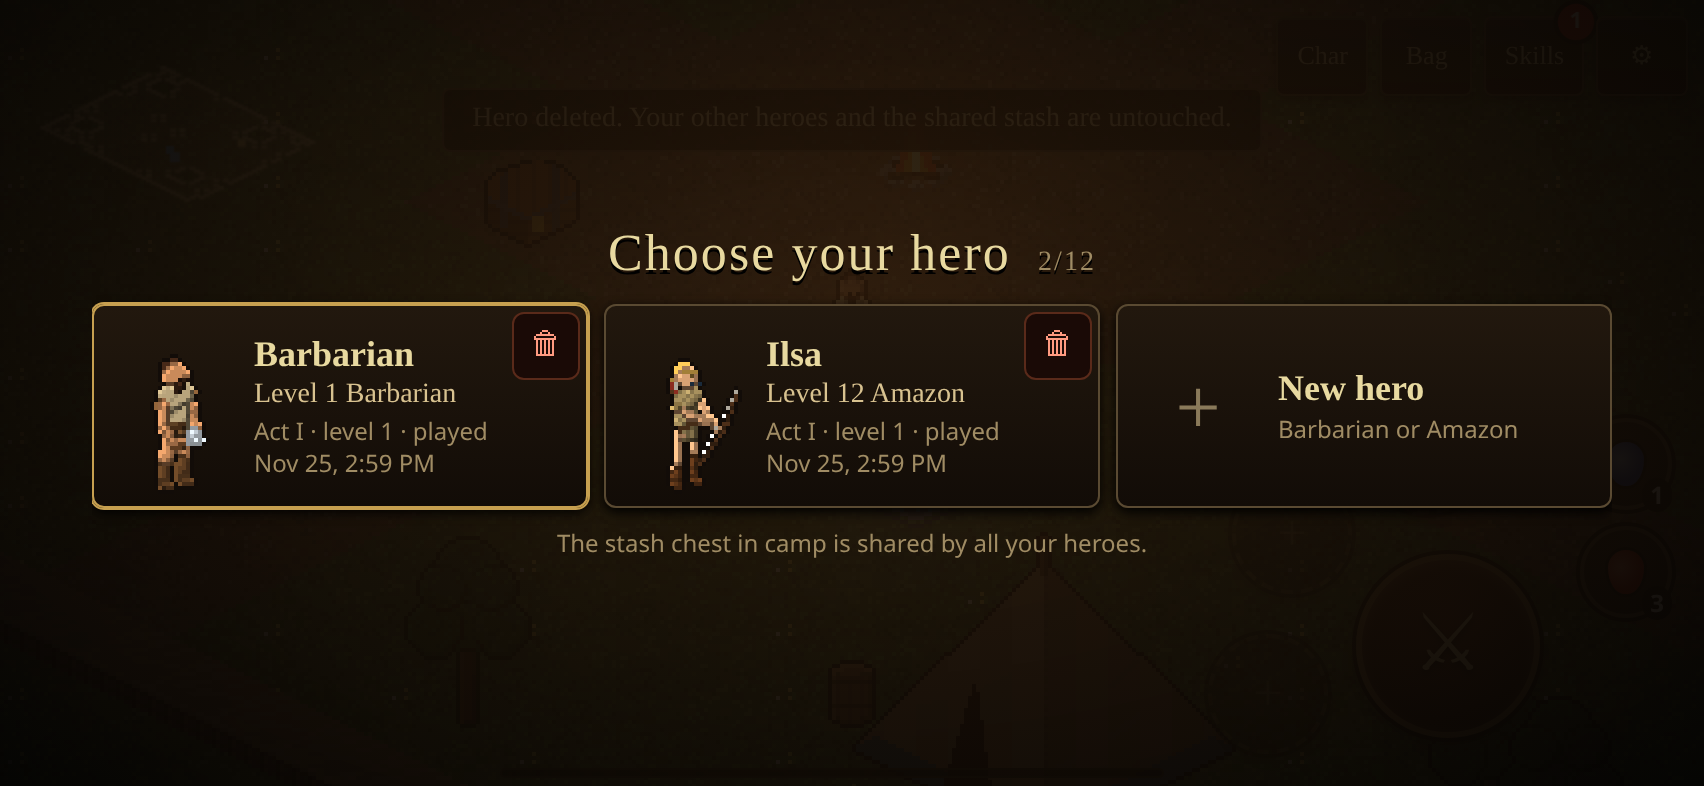 1
Char
Bag
Skills
Hero deleted. Your other heroes and the shared stash are untouched.
Choose your hero 2/12
Barbarian
Level 1 Barbarian
Act I · level 1 · played
Nov 25, 2:59 PM
Ilsa
Level 12 Amazon
Act I · level 1 · played
Nov 25, 2:59 PM
New hero
Barbarian or Amazon
1
The stash chest in camp is shared by all your heroes.
3